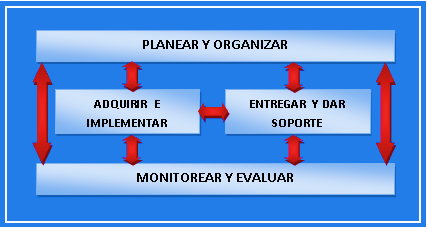 PLANEAR Y ORGANIZAR
ADQUIRIR E
IMPLEMENTAR
ENTREGAR Y DAR
SOPORTE
MONITOREAR Y EVALUAR